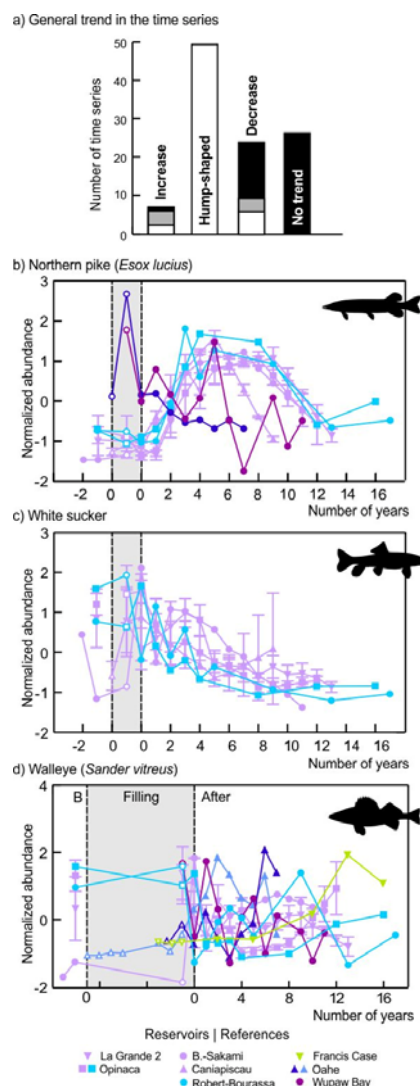 a) General trend in the time series
50
40
30
20
10
0
Number of time series
Increase
Hump-shaped
Decrease
No trend
b) Northern pike (Esox lucius)
3
2
1
0
-1
-2
Normalized abundance
-2 0 0 2 4 6 8 10 12 14 16
Number of years
c) White sucker
3
2
1
0
-1
-2
Normalized abundance
-2 0 0 2 4 6 8 10 12 14 16
Number of years
d) Walleye (Sander vitreus)
4
2
0
-2
Normalized abundance
B Filling After
0 0 4 8 12 16
Number of years
Reservoirs | References
La Grande 2 B.-Sakami Francis Case
Opinaca Caniapiscau Oahe
Robert-Bourassa Wupaw Bay